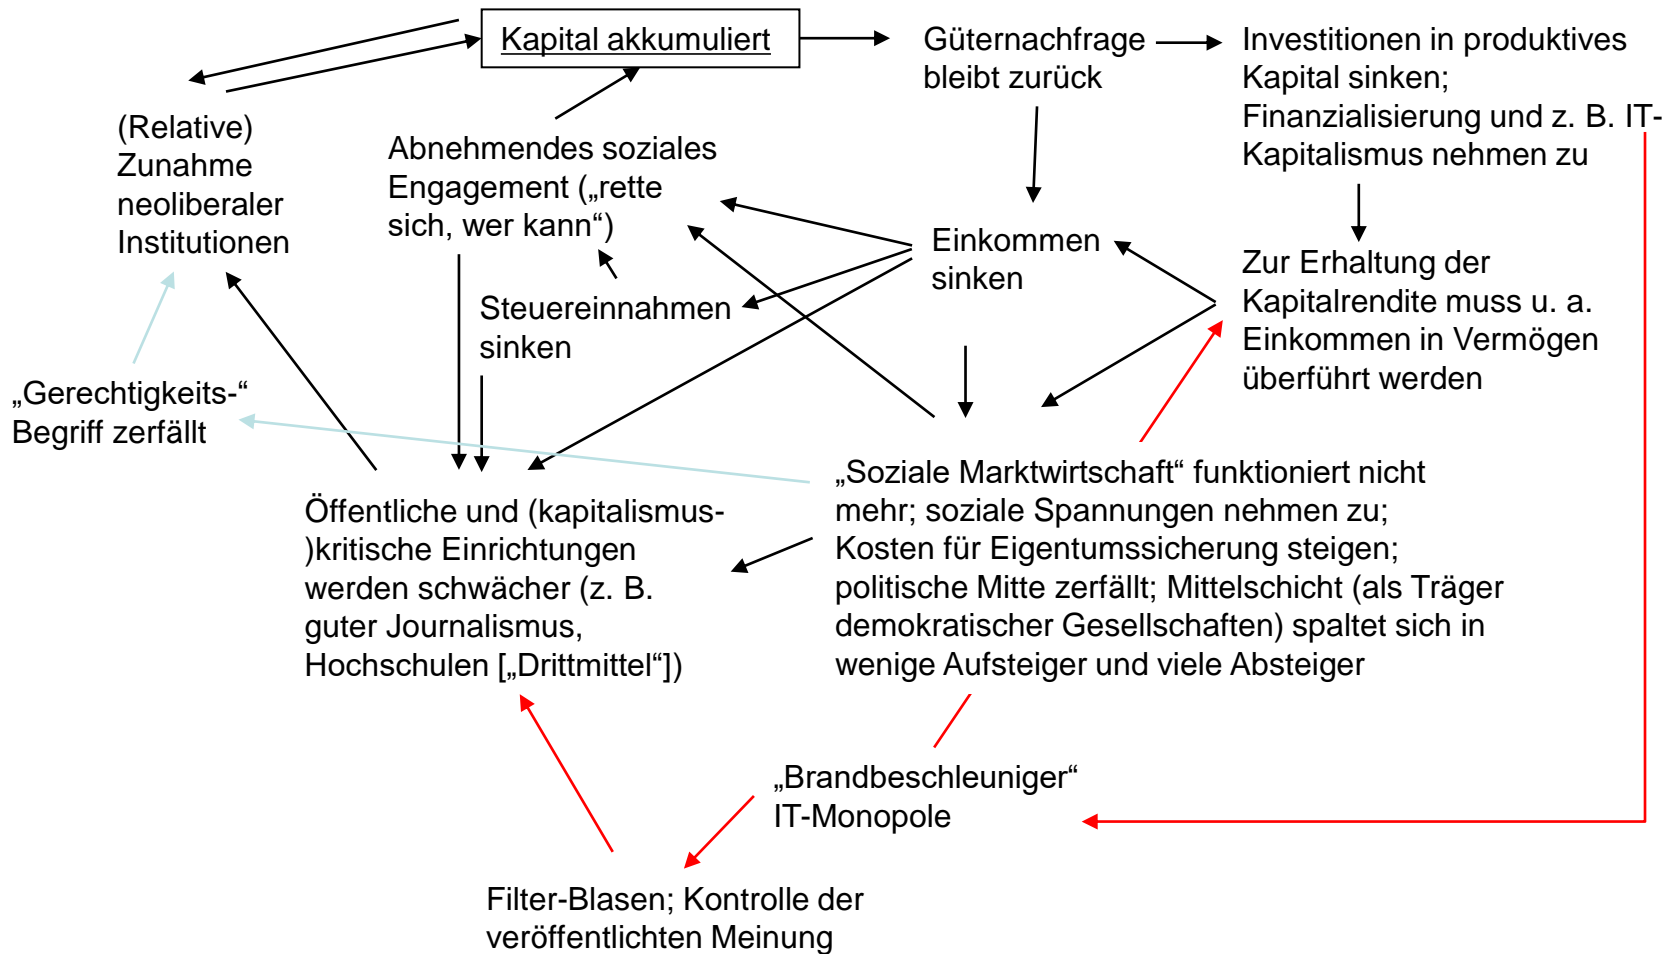 Kapital akkumuliert
Güternachfrage
bleibt zurück
Investitionen in produktives
Kapital sinken;
Finanzialisierung und z. B. IT-
Kapitalismus nehmen zu
(Relative)
Zunahme
neoliberaler
Institutionen
Abnehmendes soziales
Engagement („rette
sich, wer kann“)
Einkommen
sinken
Zur Erhaltung der
Kapitalrendite muss u. a.
Einkommen in Vermögen
überführt werden
Steuereinnahmen
sinken
„Gerechtigkeits-“
Begriff zerfällt
„Soziale Marktwirtschaft“ funktioniert nicht
mehr; soziale Spannungen nehmen zu;
Kosten für Eigentumssicherung steigen;
politische Mitte zerfällt; Mittelschicht (als Träger
demokratischer Gesellschaften) spaltet sich in
wenige Aufsteiger und viele Absteiger
Öffentliche und (kapitalismus-
)kritische Einrichtungen
werden schwächer (z. B.
guter Journalismus,
Hochschulen [„Drittmittel“])
„Brandbeschleuniger“
IT-Monopole
Filter-Blasen; Kontrolle der
veröffentlichten Meinung